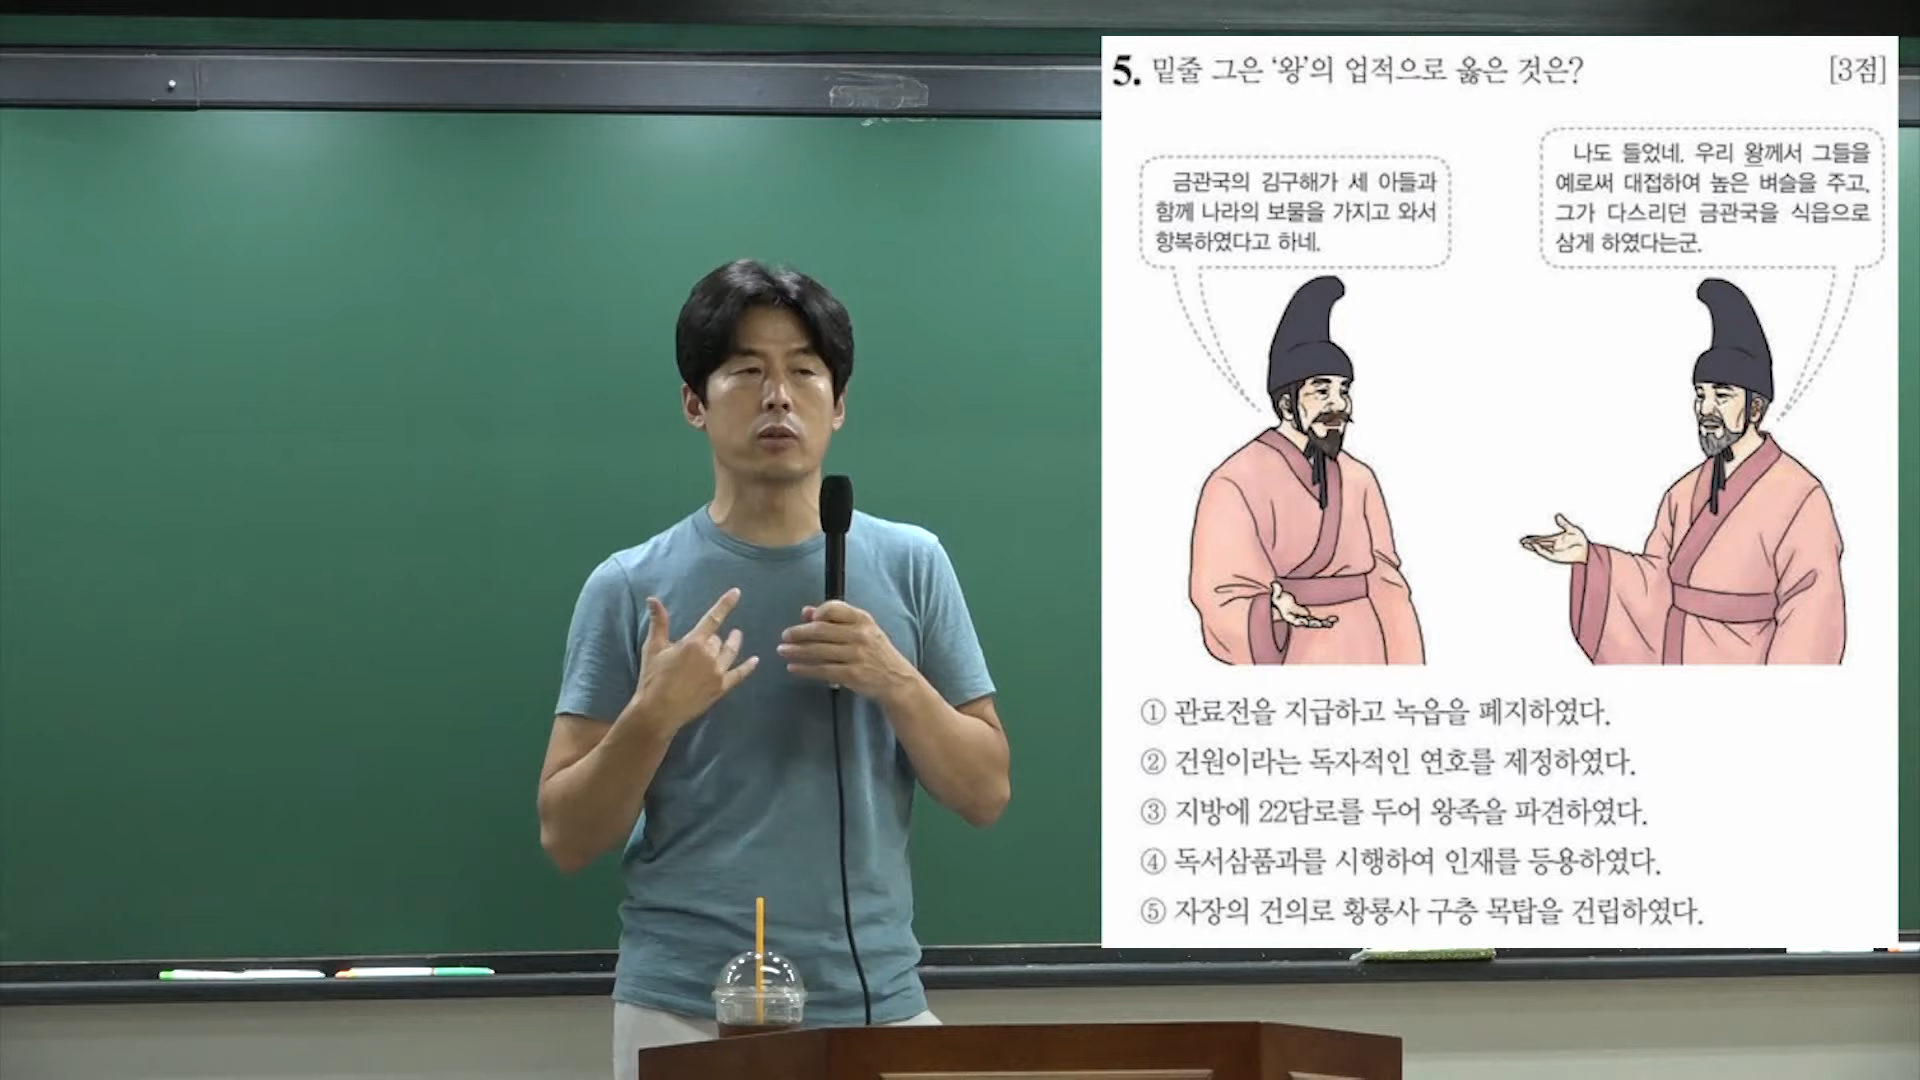 5. 밑줄 그은 ‘왕’의 업적으로 옳은 것은? [3점]
금관국의 김구해가 세 아들과
함께 나라의 보물을 가지고 와서
항복하였다고 하네.
나도 들었네. 우리 왕께서 그들을
예로써 대접하여 높은 벼슬을 주고,
그가 다스리던 금관국을 식읍으로
삼게 하였다는군.
① 관료전을 지급하고 녹읍을 폐지하였다.
② 건원이라는 독자적인 연호를 제정하였다.
③ 지방에 22담로를 두어 왕족을 파견하였다.
④ 독서삼품과를 시행하여 인재를 등용하였다.
⑤ 자장의 건의로 황룡사 구층 목탑을 건립하였다.